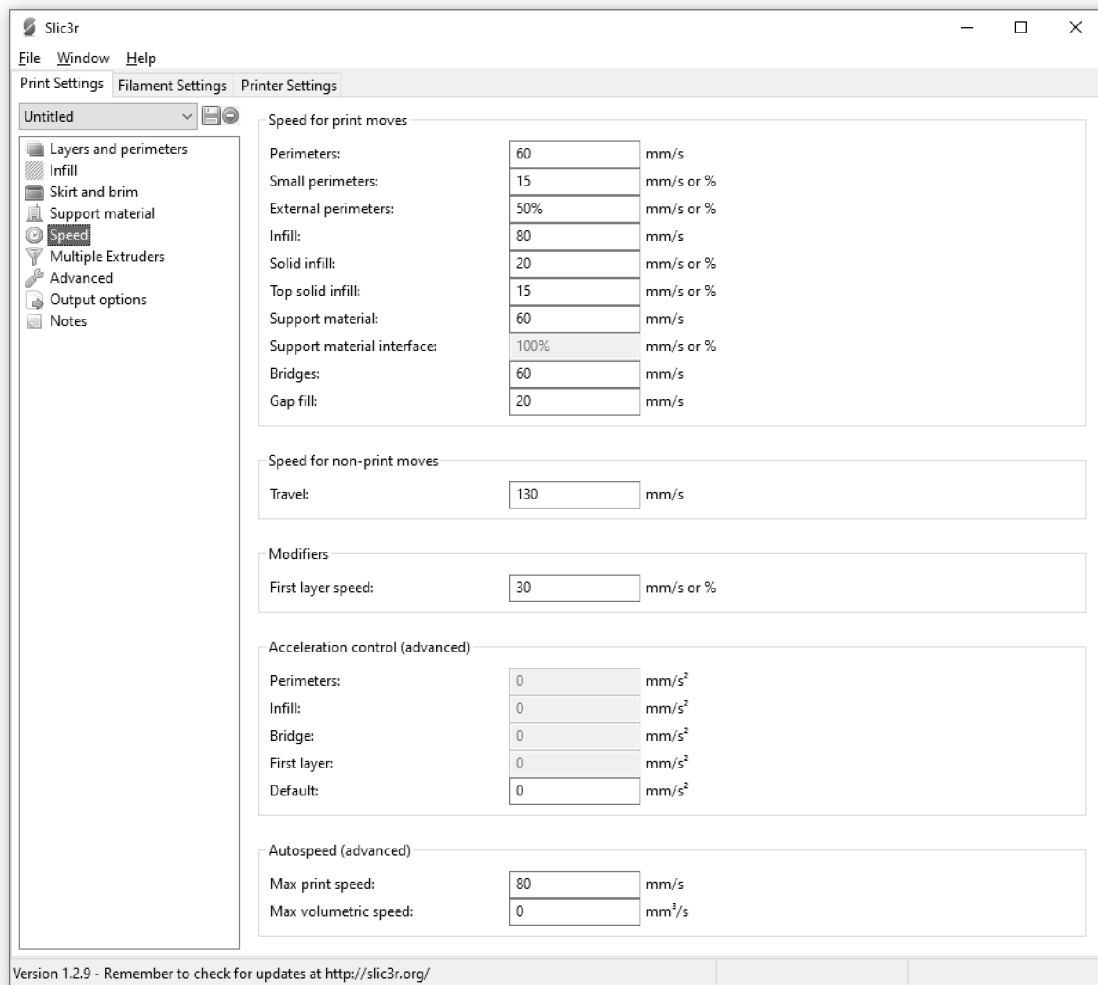 Slic3r
File Window Help
Print Settings Filament Settings Printer Settings
Untitled
Layers and perimeters
Infill
Skirt and brim
Support material
Speed
Multiple Extruders
Advanced
Output options
Notes
Speed for print moves
Perimeters: 60 mm/s
Small perimeters: 15 mm/s or %
External perimeters: 50% mm/s or %
Infill: 80 mm/s
Solid infill: 20 mm/s or %
Top solid infill: 15 mm/s or %
Support material: 60 mm/s
Support material interface: 100% mm/s or %
Bridges: 60 mm/s
Gap fill: 20 mm/s
Speed for non-print moves
Travel: 130 mm/s
Modifiers
First layer speed: 30 mm/s or %
Acceleration control (advanced)
Perimeters: 0 mm/s²
Infill: 0 mm/s²
Bridge: 0 mm/s²
First layer: 0 mm/s²
Default: 0 mm/s²
Autospeed (advanced)
Max print speed: 80 mm/s
Max volumetric speed: 0 mm³/s
Version 1.2.9 - Remember to check for updates at http://slic3r.org/